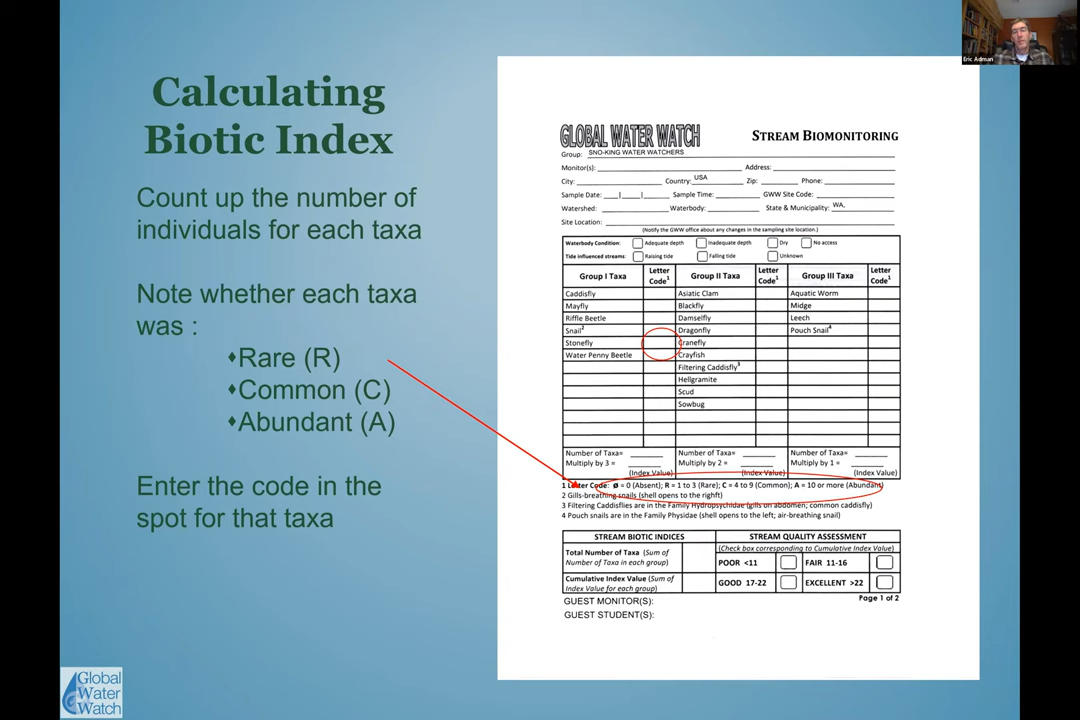 Calculating
Biotic Index
Count up the number of
individuals for each taxa
Note whether each taxa
was :
♦Rare (R)
♦Common (C)
♦Abundant (A)
Enter the code in the
spot for that taxa
Global
Water
Watch
Eric Adman
GLOBAL WATER WATCH STREAM BIOMONITORING
Group: SNO-KING WATER WATCHERS
Monitor(s): Address:
City: Country: USA Zip: Phone:
Sample Date: Sample Time: GWW Site Code:
Watershed: Waterbody: State & Municipality: WA.
Site Location:
(Notify the GWW office about any changes in the sampling site location.)
Waterbody Condition: Adequate depth Inadequate depth Dry No access
Tide influenced streams: Raising tide Falling tide Unknown
Group I Taxa Letter Code1 Group II Taxa Letter Code1 Group III Taxa Letter Code1
Caddisfly Asiatic Clam Aquatic Worm
Mayfly Blackfly Midge
Riffle Beetle Damselfly Leech
Snail2 Dragonfly Pouch Snail4
Stonefly Cranefly
Water Penny Beetle Crayfish
Filtering Caddisfly3
Hellgramite
Scud
Sowbug
Number of Taxa= Number of Taxa= Number of Taxa=
Multiply by 3 = Multiply by 2 = Multiply by 1 =
(Index Value) (Index Value) (Index Value)
1 Letter Code: ø = 0 (Absent); R = 1 to 3 (Rare); C = 4 to 9 (Common); A = 10 or more (Abundant)
2 Gills-breathing snails (shell opens to the right)
3 Filtering Caddisflies are in the Family Hydropsychidae (gills on abdomen; common caddisfly)
4 Pouch snails are in the Family Physidae (shell opens to the left; air-breathing snail)
STREAM BIOTIC INDICES STREAM QUALITY ASSESSMENT
(Check box corresponding to Cumulative Index Value)
Total Number of Taxa (Sum of
Number of Taxa in each group)
POOR <11 FAIR 11-16
Cumulative Index Value (Sum of
Index Value for each group)
GOOD 17-22 EXCELLENT >22
GUEST MONITOR(S): Page 1 of 2
GUEST STUDENT(S):